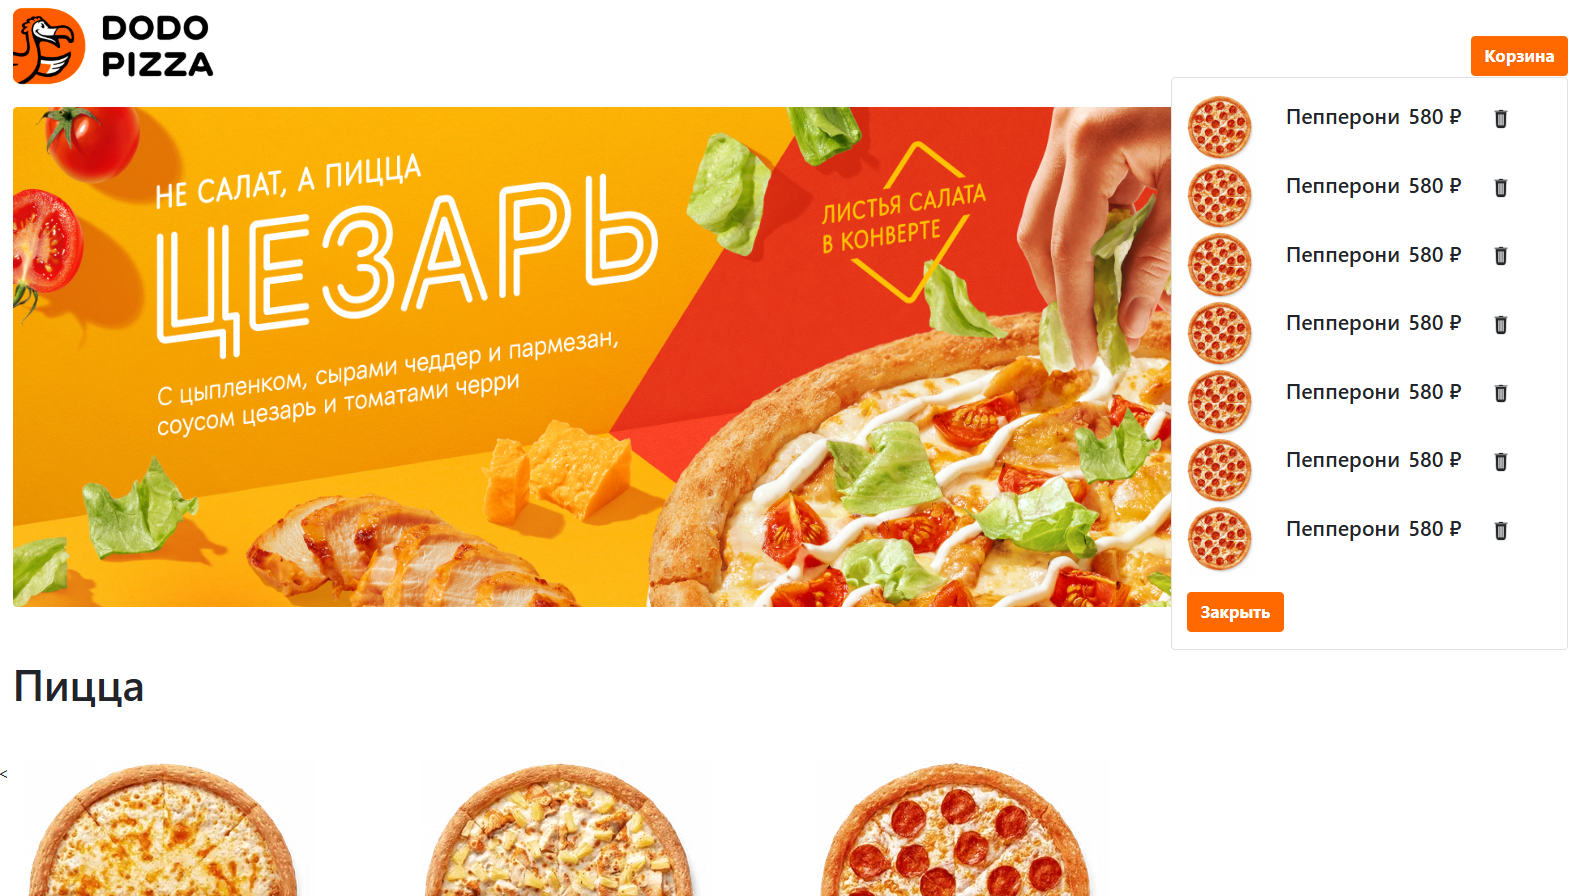 DODO
PIZZA
Корзина
НЕ САЛАТ, А ПИЦЦА
ЦЕЗАРЬ
С цыпленком, сырами чеддер и пармезан,
соусом цезарь и томатами черри
ЛИСТЬЯ САЛАТА
В КОНВЕРТЕ
Пепперони 580 ₽
Пепперони 580 ₽
Пепперони 580 ₽
Пепперони 580 ₽
Пепперони 580 ₽
Пепперони 580 ₽
Пепперони 580 ₽
Закрыть
Пицца
<